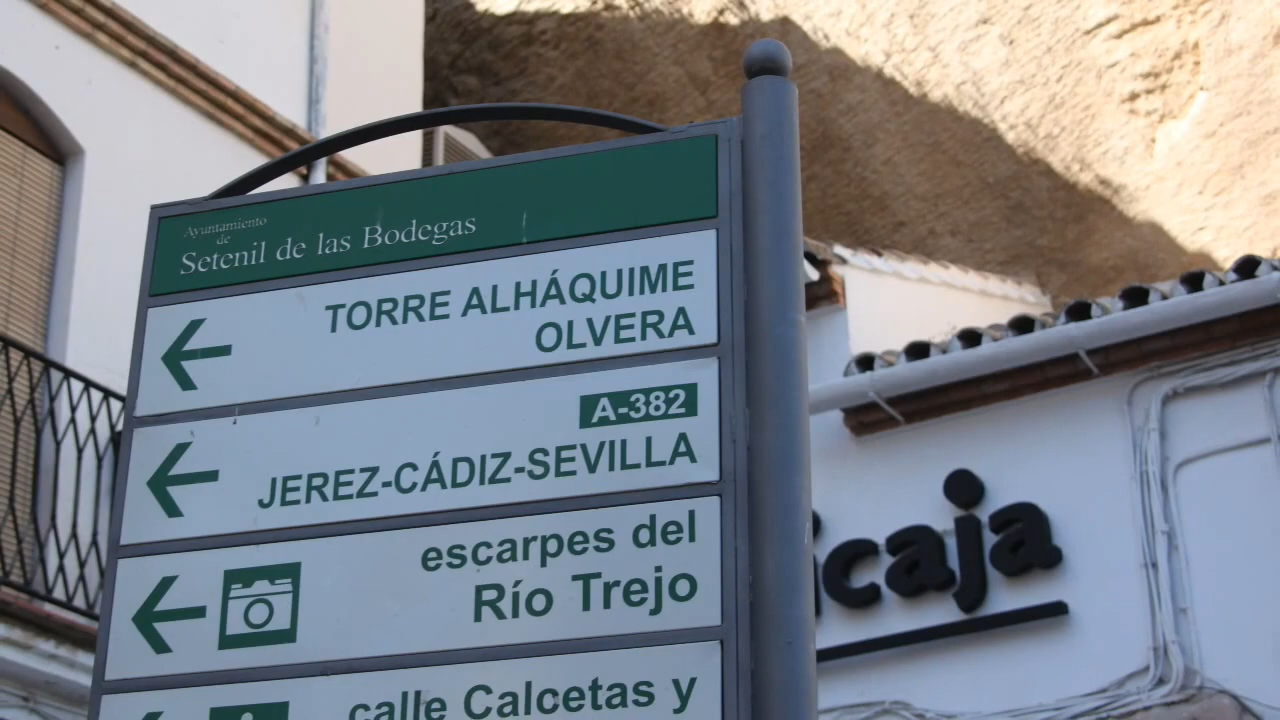 Ayuntamiento
de
Setenil de las Bodegas
TORRE ALHÁQUIME
OLVERA
A-382
JEREZ-CÁDIZ-SEVILLA
escarpes del
Río Trejo
calle Calcetas y
icaja